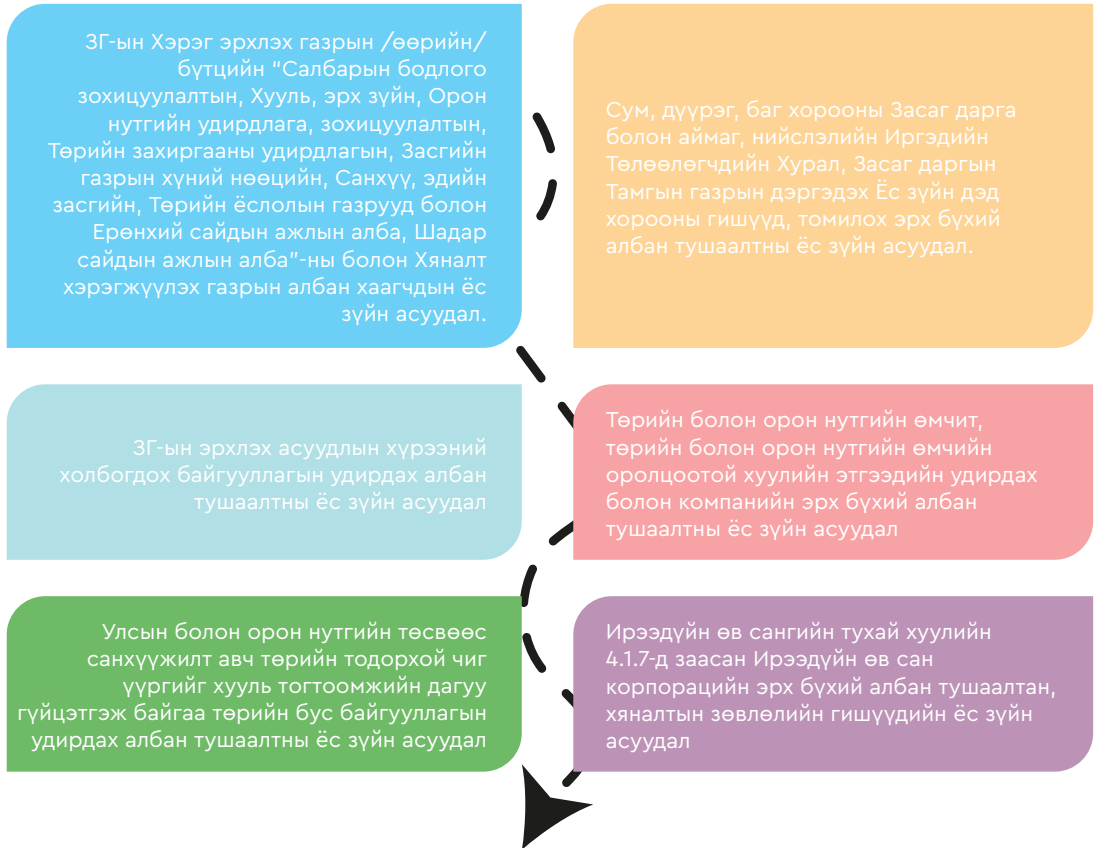 ЗГ-ын Хэрэг эрхлэх газрын /өөрийн/
бүтцийн “Салбарын бодлого
зохицуулалтын, Хууль, эрх зүйн, Орон
нутгийн удирдлага, зохицуулалтын,
Төрийн захиргааны удирдлагын, Засгийн
газрын хүний нөөцийн, Санхүү, эдийн
засгийн, Төрийн ёслолын газрууд болон
Ерөнхий сайдын ажлын алба, Шадар
сайдын ажлын алба”-ны болон Хяналт
хэрэгжүүлэх газрын албан хаагчдын ёс
зүйн асуудал.
Сум, дүүрэг, баг хорооны Засаг дарга
болон аймаг, нийслэлийн Иргэдийн
Төлөөлөгчдийн Хурал, Засаг даргын
Тамгын газрын дэргэдэх Ёс зүйн дэд
хорооны гишүүд, томилох эрх бүхий
албан тушаалтны ёс зүйн асуудал.
ЗГ-ын эрхлэх асуудлын хүрээний
холбогдох байгууллагын удирдах албан
тушаалтны ёс зүйн асуудал
Төрийн болон орон нутгийн өмчит,
төрийн болон орон нутгийн өмчийн
оролцоотой хуулийн этгээдийн удирдах
болон компанийн эрх бүхий албан
тушаалтны ёс зүйн асуудал
Улсын болон орон нутгийн төсвөөс
санхүүжилт авч төрийн тодорхой чиг
үүргийг хууль тогтоомжийн дагуу
гүйцэтгэж байгаа төрийн бус байгууллагын
удирдах албан тушаалтны ёс зүйн асуудал
Ирээдүйн өв сангийн тухай хуулийн
4.1.7-д заасан Ирээдүйн өв сан
корпорацийн эрх бүхий албан тушаалтан,
хяналтын зөвлөлийн гишүүдийн ёс зүйн
асуудал